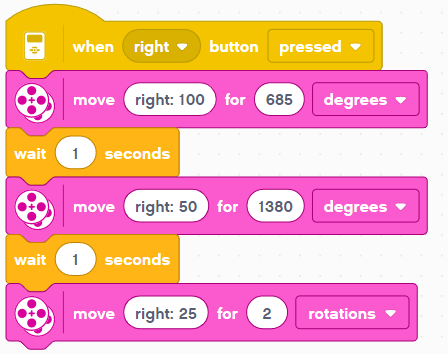 when right button pressed
move right: 100 for 685 degrees
wait 1 seconds
move right: 50 for 1380 degrees
wait 1 seconds
move right: 25 for 2 rotations